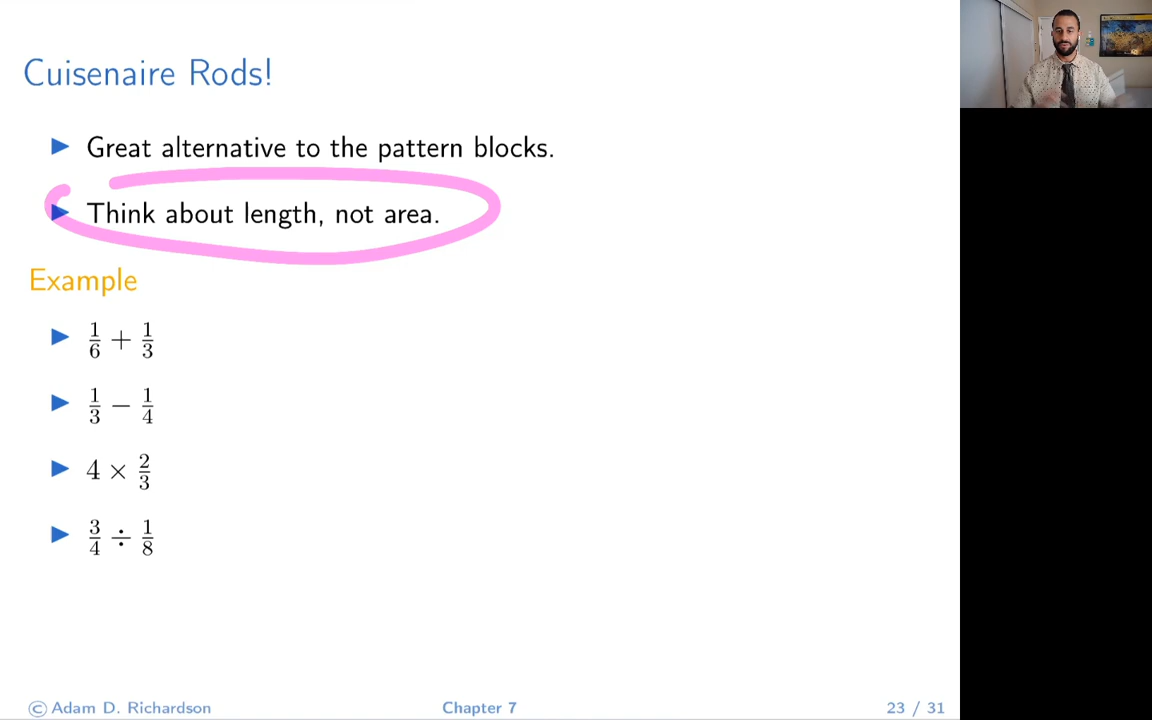 Cuisenaire Rods!
▶ Great alternative to the pattern blocks.
▶ Think about length, not area.
Example
▶ 1/6 + 1/3
▶ 1/3 − 1/4
▶ 4 × 2/3
▶ 3/4 ÷ 1/8
© Adam D. Richardson Chapter 7 23 / 31